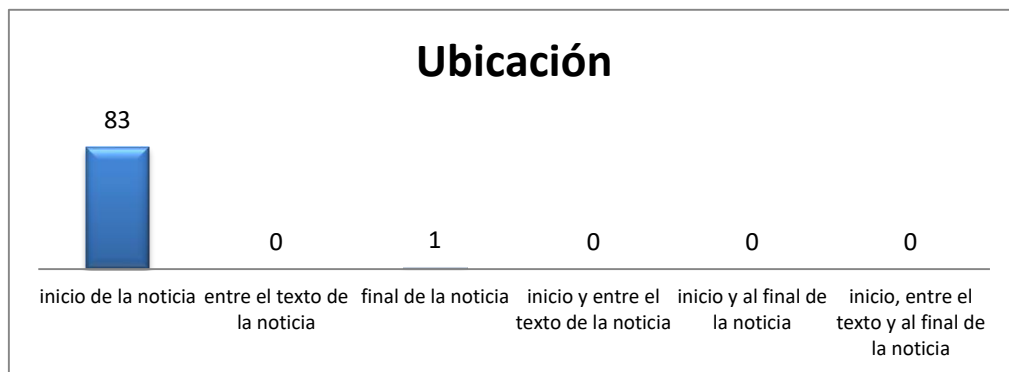 Ubicación
83
0
1
0
0
0
inicio de la noticia
entre el texto de
la noticia
final de la noticia
inicio y entre el
texto de la noticia
inicio y al final de
la noticia
inicio, entre el
texto y al final de
la noticia